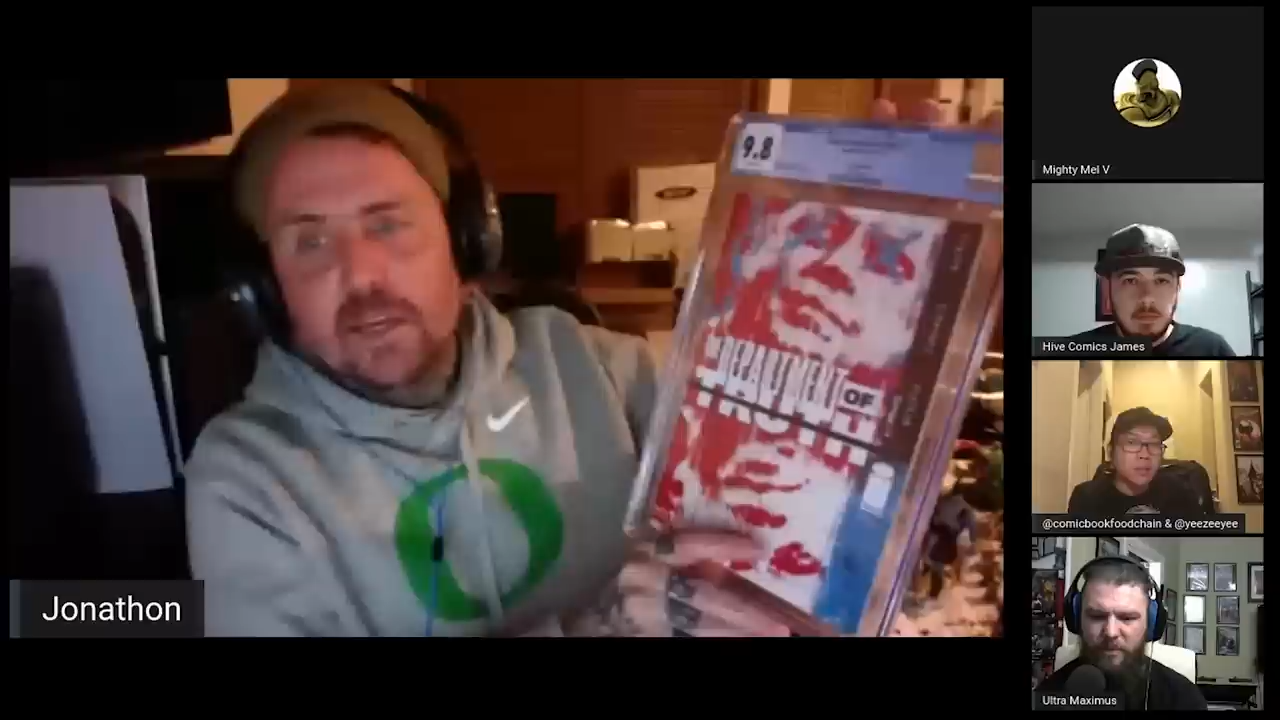 9.8
DEPARTMENT
OF
TRUTH
Jonathon
Mighty Mel V
Hive Comics James
@comicbookfoodchain & @yeezeeyee
Ultra Maximus